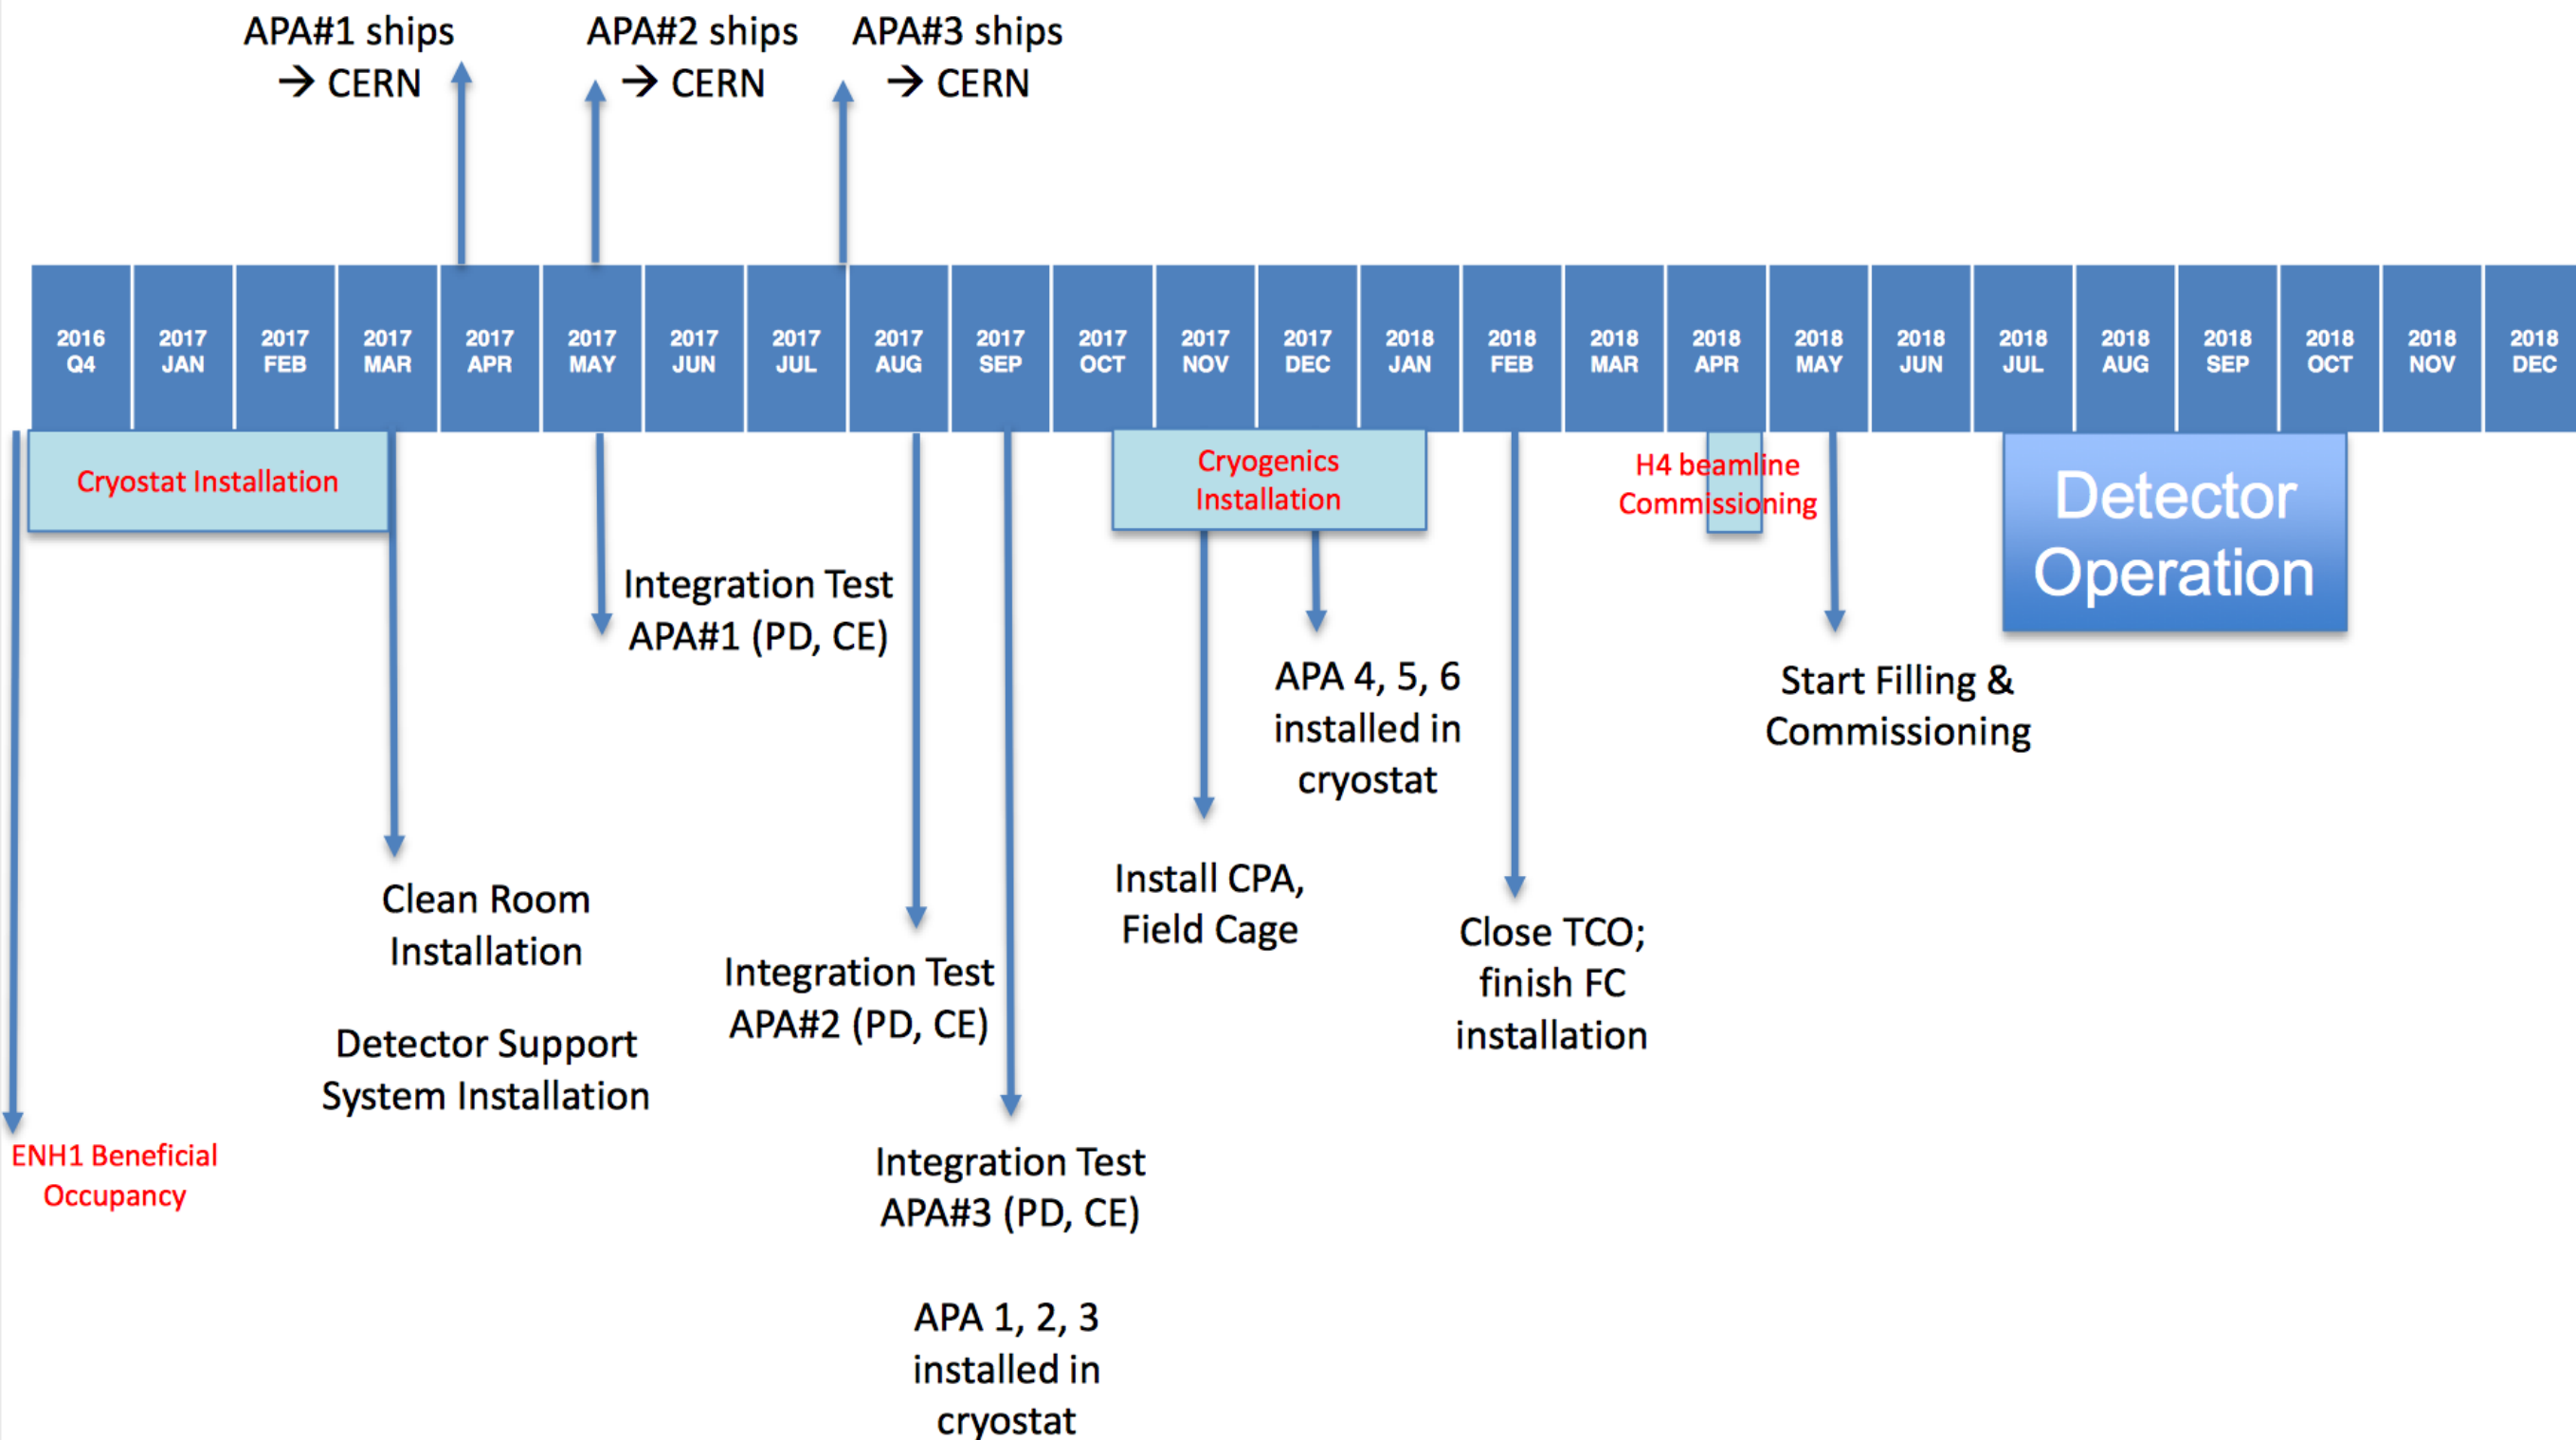 APA#1 ships
→ CERN
APA#2 ships
→ CERN
APA#3 ships
→ CERN
2016
Q4
2017
JAN
2017
FEB
2017
MAR
2017
APR
2017
MAY
2017
JUN
2017
JUL
2017
AUG
2017
SEP
2017
OCT
2017
NOV
2017
DEC
2018
JAN
2018
FEB
2018
MAR
2018
APR
2018
MAY
2018
JUN
2018
JUL
2018
AUG
2018
SEP
2018
OCT
2018
NOV
2018
DEC
Cryostat Installation
Cryogenics
Installation
H4 beamline
Commissioning
Detector
Operation
Integration Test
APA#1 (PD, CE)
APA 4, 5, 6
installed in
cryostat
Start Filling &
Commissioning
Clean Room
Installation
Detector Support
System Installation
Install CPA,
Field Cage
Close TCO;
finish FC
installation
Integration Test
APA#2 (PD, CE)
ENH1 Beneficial
Occupancy
Integration Test
APA#3 (PD, CE)
APA 1, 2, 3
installed in
cryostat